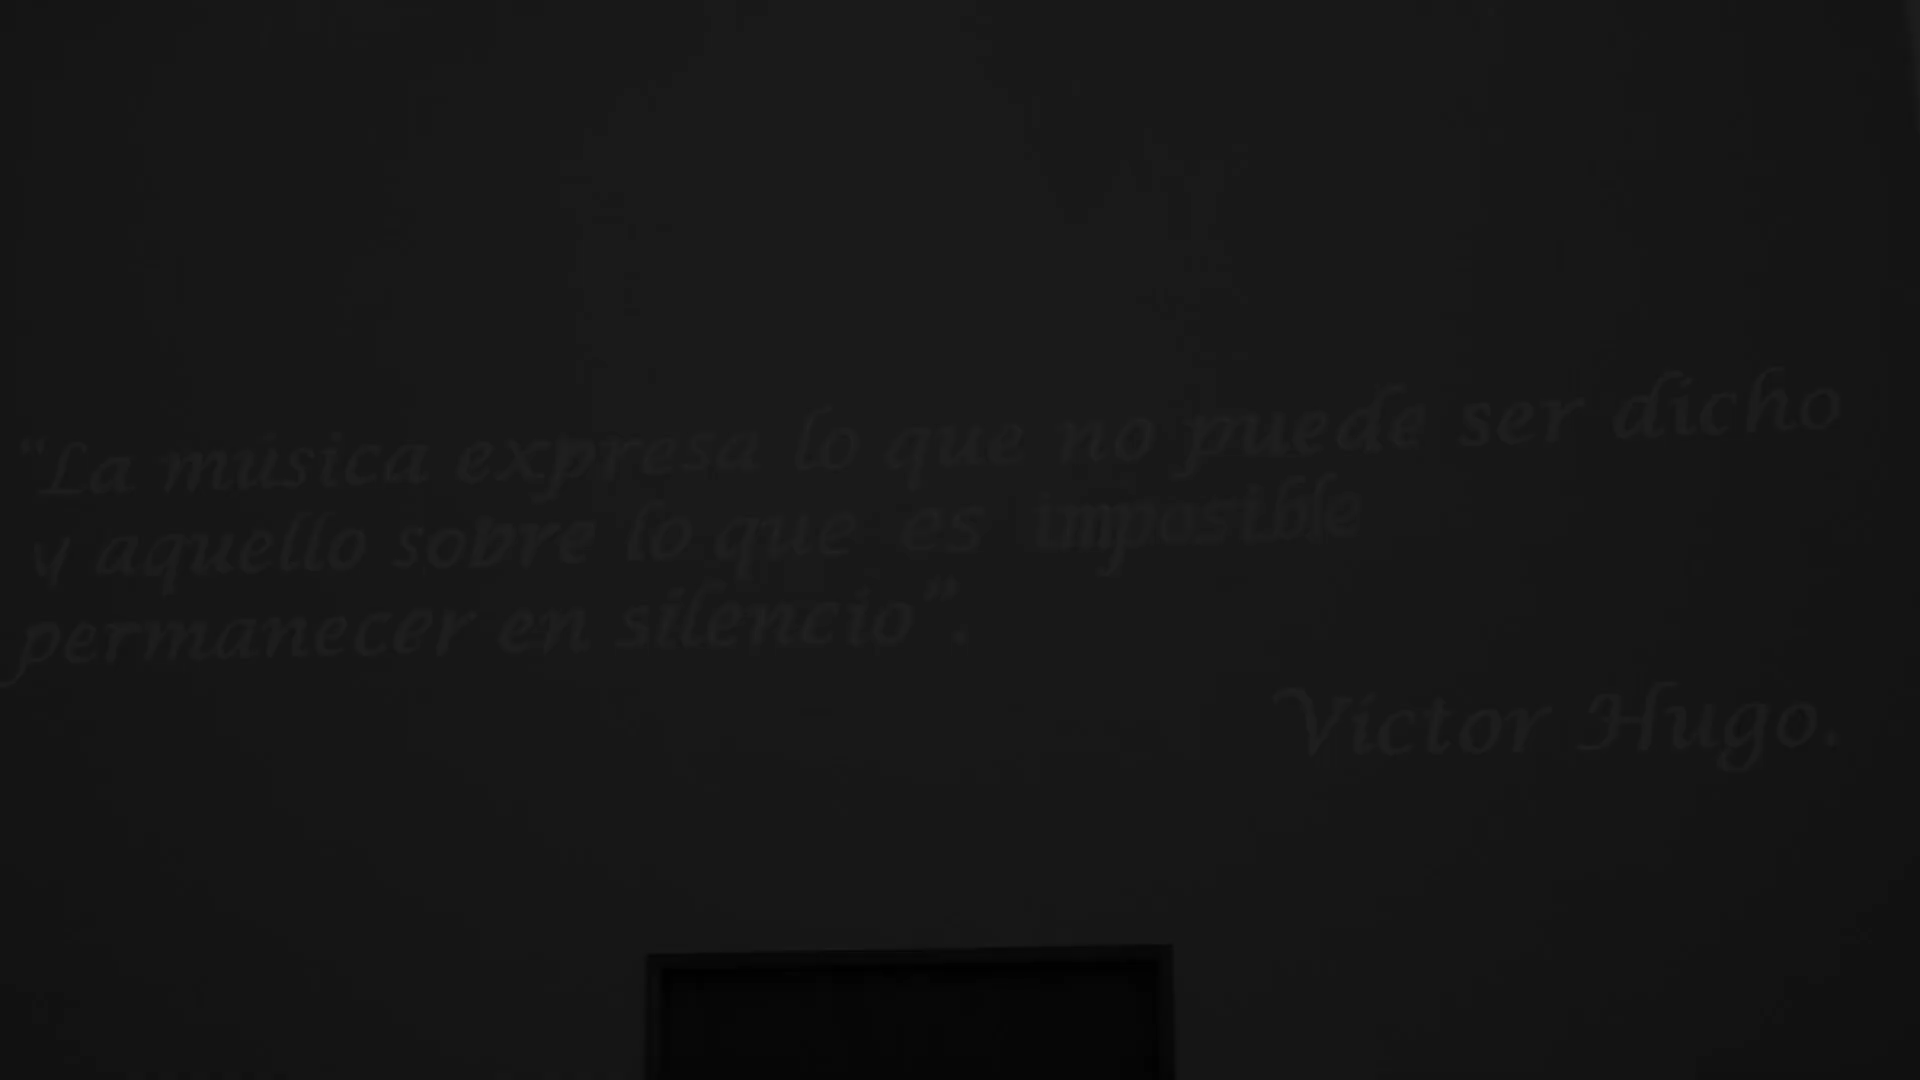 “La música expresa lo que no puede ser dicho
y aquello sobre lo que es imposible
permanecer en silencio”.
Víctor Hugo.